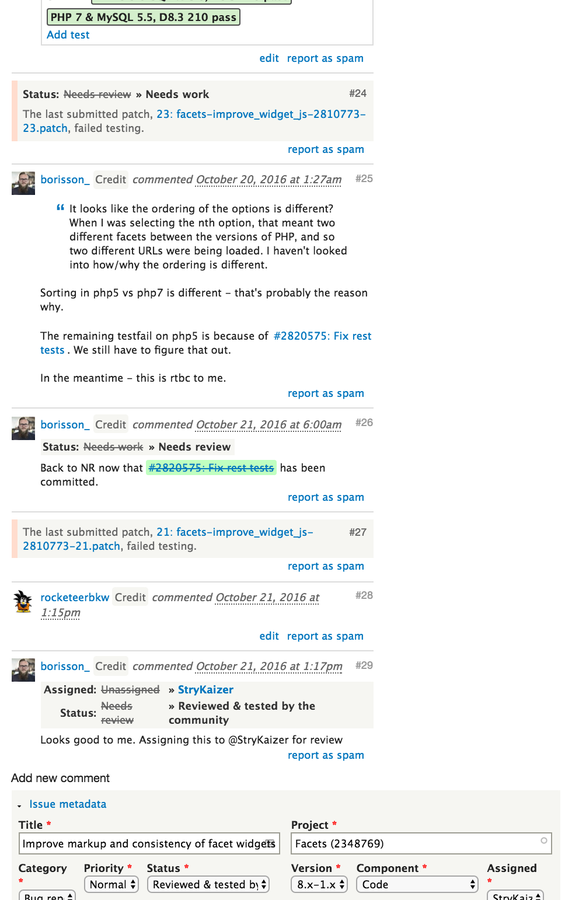 PHP 7 & MySQL 5.5, D8.3 210 pass
Add test
edit report as spam
Status: Needs review » Needs work #24
The last submitted patch, 23: facets-improve_widget_js-2810773-
23.patch, failed testing.
report as spam
borisson_ Credit commented October 20, 2016 at 1:27am #25
“ It looks like the ordering of the options is different?
When I was selecting the nth option, that meant two
different facets between the versions of PHP, and so
two different URLs were being loaded. I haven't looked
into how/why the ordering is different.
Sorting in php5 vs php7 is different – that's probably the reason
why.
The remaining testfail on php5 is because of #2820575: Fix rest
tests . We still have to figure that out.
In the meantime – this is rtbc to me.
report as spam
borisson_ Credit commented October 21, 2016 at 6:00am #26
Status: Needs work » Needs review
Back to NR now that #2820575: Fix rest tests has been
committed.
report as spam
The last submitted patch, 21: facets-improve_widget_js- #27
2810773-21.patch, failed testing.
report as spam
rocketeerbkw Credit commented October 21, 2016 at #28
1:15pm
edit report as spam
borisson_ Credit commented October 21, 2016 at 1:17pm #29
Assigned: Unassigned » StryKaizer
Status: Needs » Reviewed & tested by the
review community
Looks good to me. Assigning this to @StryKaizer for review
report as spam
Add new comment
Issue metadata
Title * Project *
Improve markup and consistency of facet widgets Facets (2348769)
Category Priority * Status * Version * Component * Assigned
* Normal Reviewed & tested by 8.x-1.x Code *
Bug rep StryKaiz